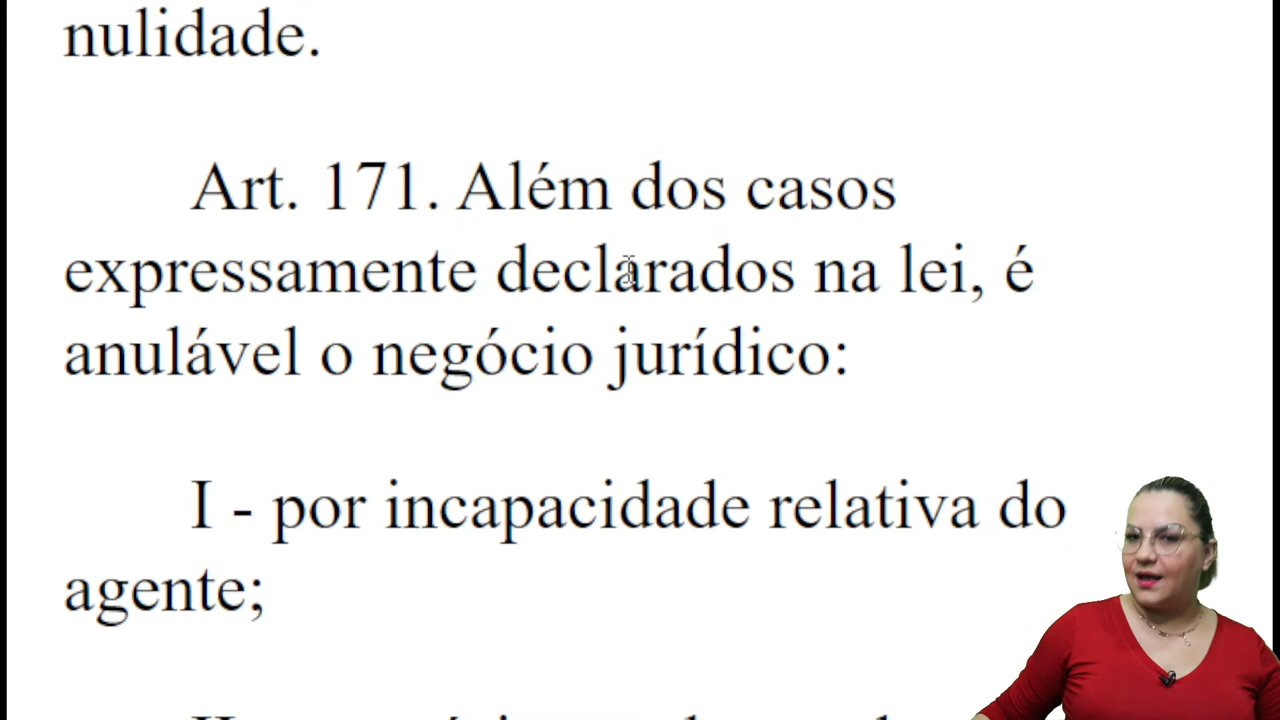 nulidade.
Art. 171. Além dos casos
expressamente declarados na lei, é
anulável o negócio jurídico:
I - por incapacidade relativa do
agente;